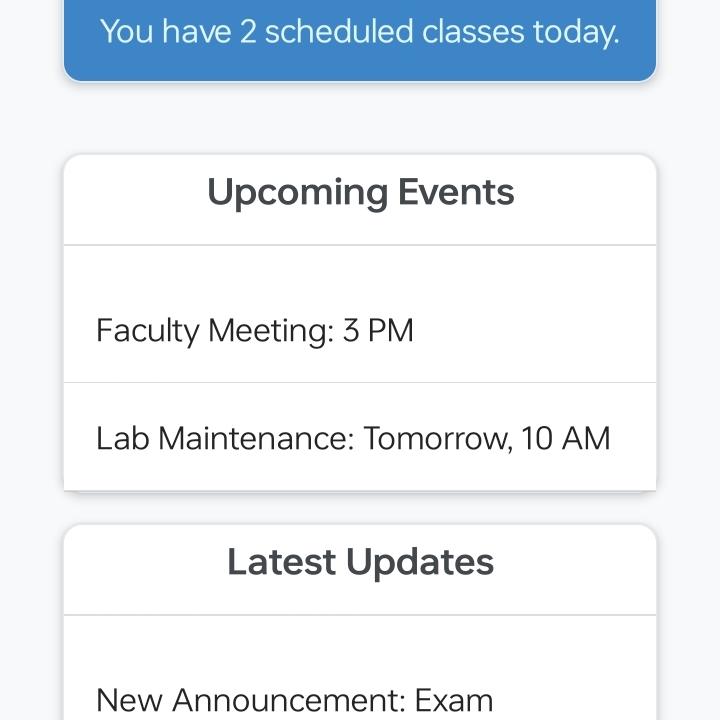 You have 2 scheduled classes today.
Upcoming Events
Faculty Meeting: 3 PM
Lab Maintenance: Tomorrow, 10 AM
Latest Updates
New Announcement: Exam